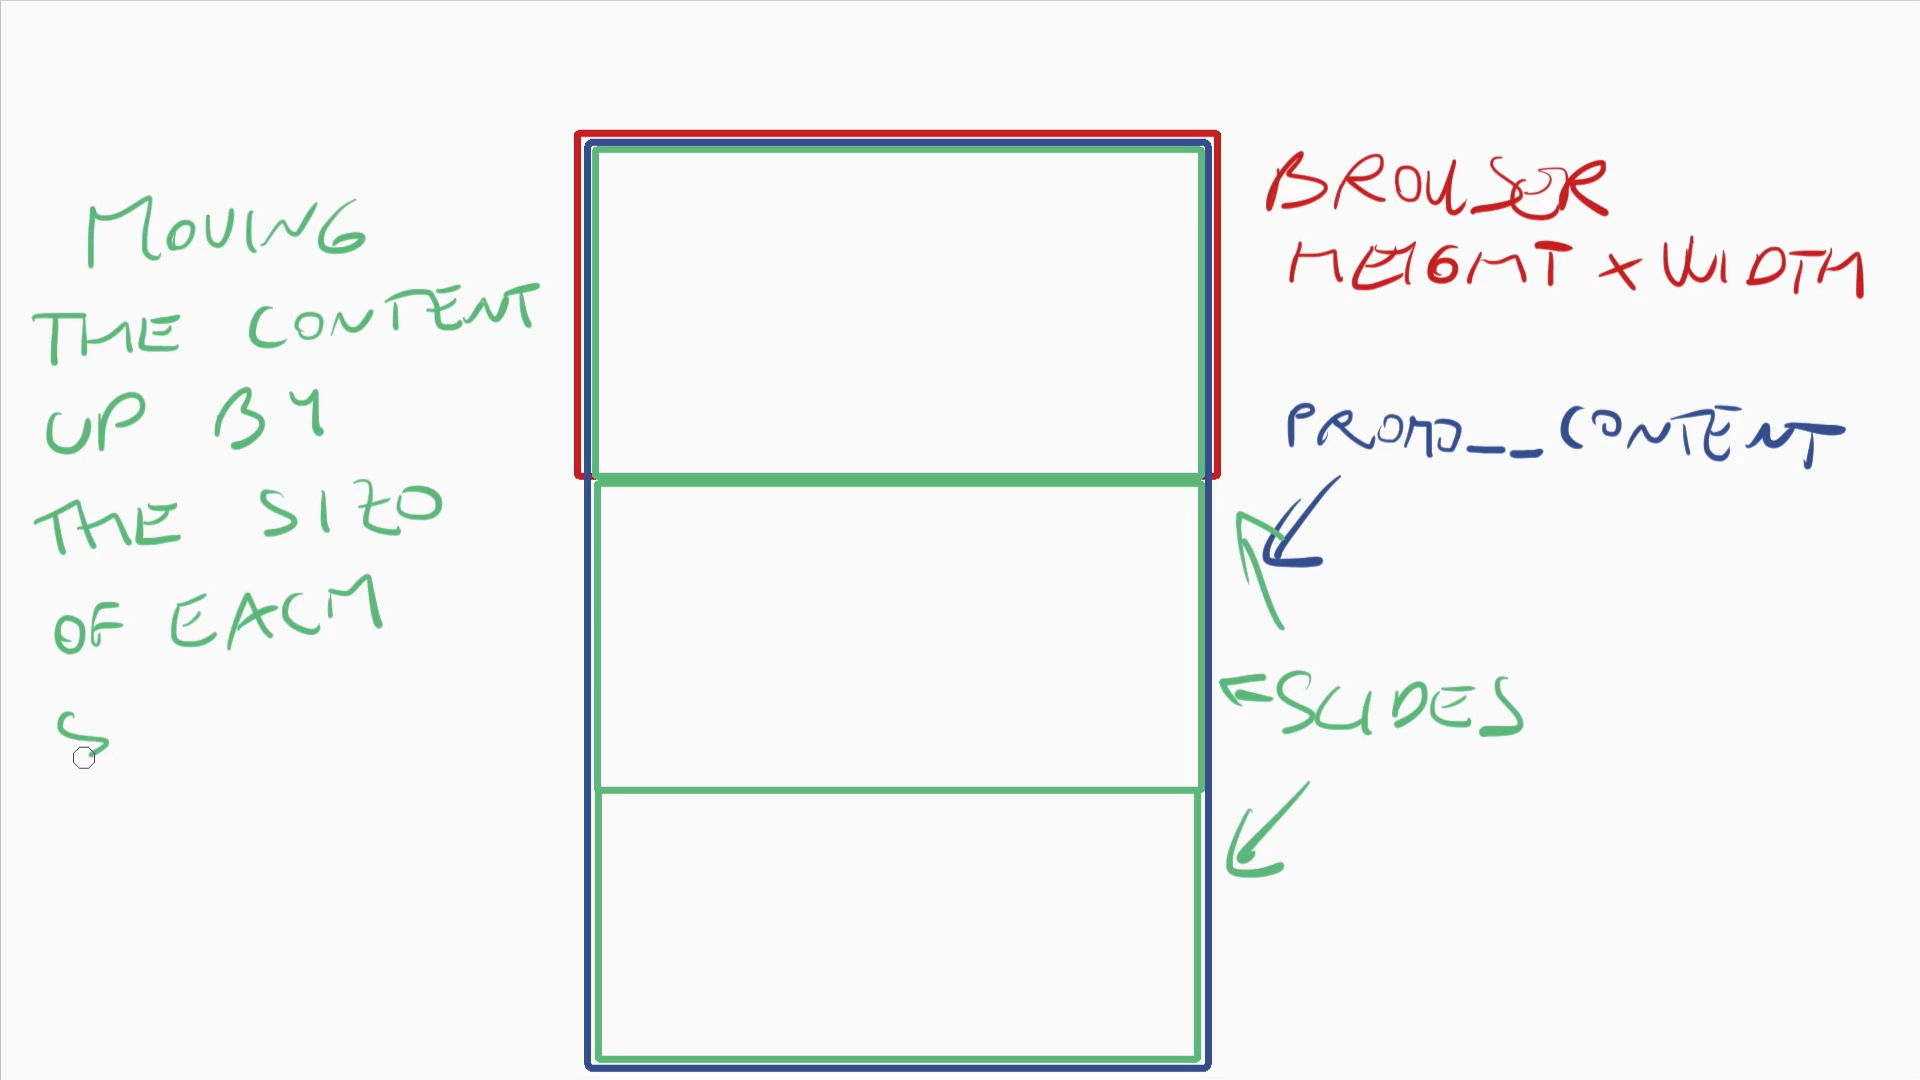 MOVING
THE CONTENT
UP BY
THE SIZE
OF EACH
S
BROWSER
HEIGHT x WIDTH
PROMO__CONTENT
SLIDES